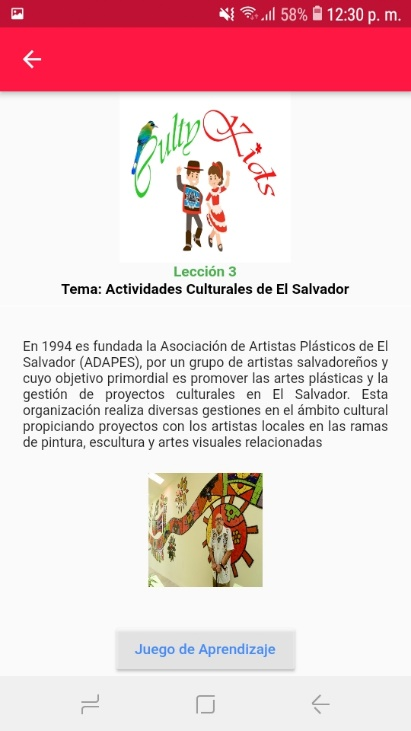 58% 12:30 p. m.
Culty Kids
Lección 3
Tema: Actividades Culturales de El Salvador
En 1994 es fundada la Asociación de Artistas Plásticos de El
Salvador (ADAPES), por un grupo de artistas salvadoreños y
cuyo objetivo primordial es promover las artes plásticas y la
gestión de proyectos culturales en El Salvador. Esta
organización realiza diversas gestiones en el ámbito cultural
propiciando proyectos con los artistas locales en las ramas
de pintura, escultura y artes visuales relacionadas
Juego de Aprendizaje